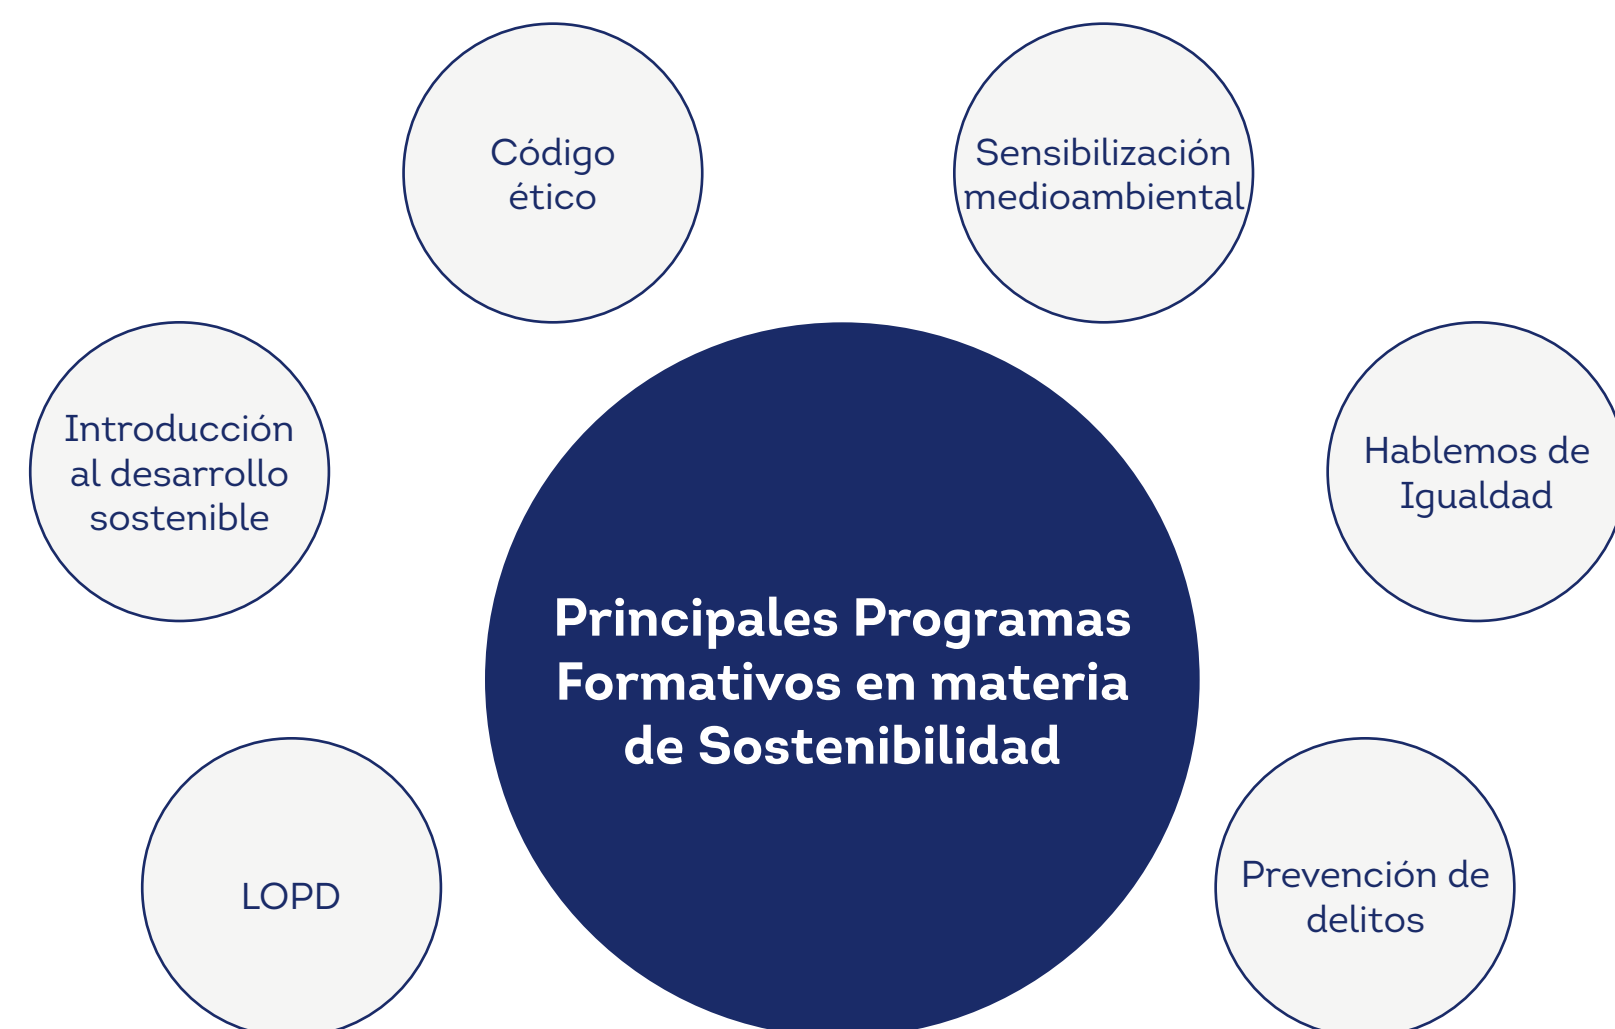 Código
ético
Sensibilización
medioambiental
Introducción
al desarrollo
sostenible
Hablemos de
Igualdad
Principales Programas
Formativos en materia
de Sostenibilidad
LOPD
Prevención de
delitos